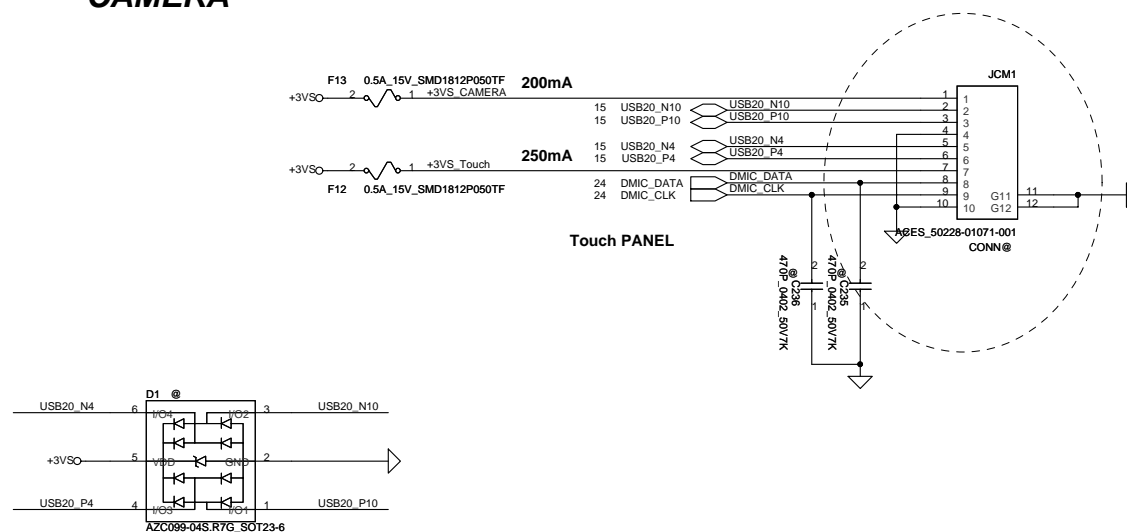 CAMERA
JCM1
F13 0.5A_15V_SMD1812P050TF 200mA
+3VS 2 1 +3VS_CAMERA 1 1
15 USB20_N10 USB20_N10 2 2
15 USB20_P10 USB20_P10 3 3
4 4
15 USB20_N4 USB20_N4 5 5
15 USB20_P4 USB20_P4 6 6
250mA
+3VS 2 1 +3VS_Touch 7 7
F12 0.5A_15V_SMD1812P050TF
24 DMIC_DATA DMIC_DATA 8 8
24 DMIC_CLK DMIC_CLK 9 9 G11 11
10 10 G12 12
ACES_50228-01071-001
CONN@
Touch PANEL
2 2
@ C236
470P_0402_50V7K
@ C235
470P_0402_50V7K
1 1
D1 @
USB20_N4 6 I/O4 I/O2 3 USB20_N10
+3VS 5 VDD GND 2
USB20_P4 4 I/O3 I/O1 1 USB20_P10
AZC099-04S.R7G_SOT23-6